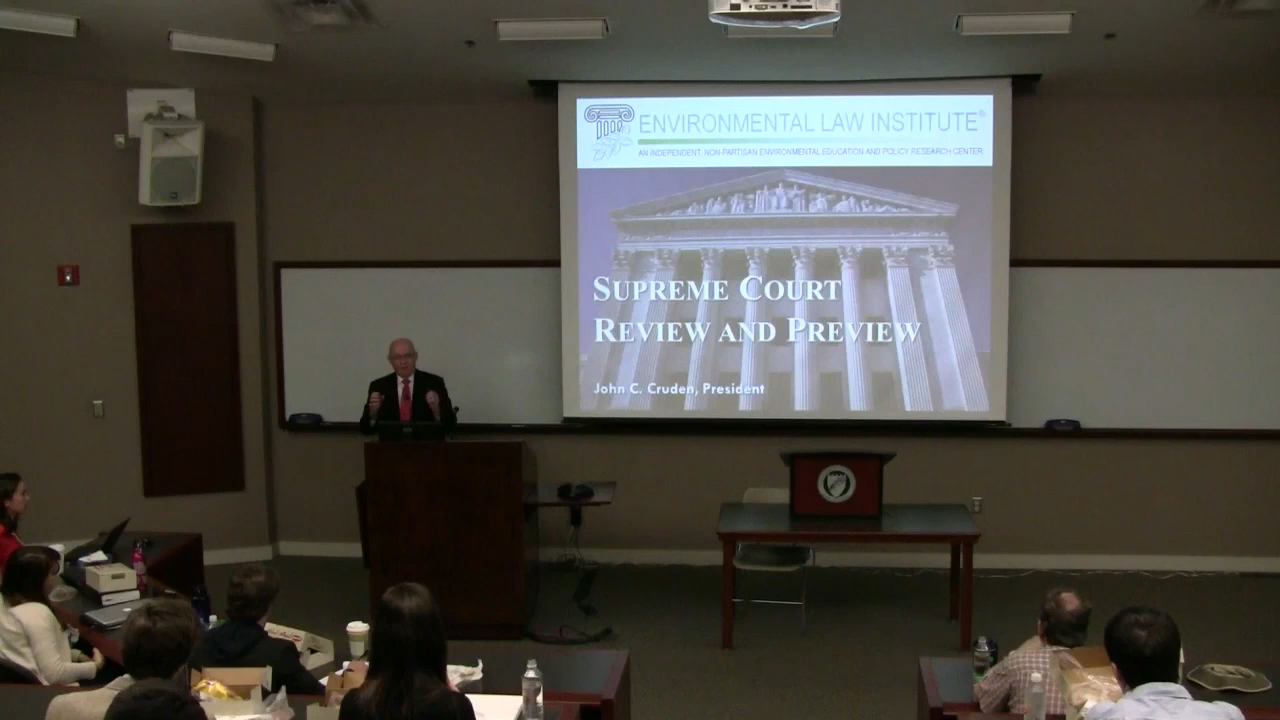 ENVIRONMENTAL LAW INSTITUTE®
AN INDEPENDENT, NON-PARTISAN ENVIRONMENTAL EDUCATION AND POLICY RESEARCH CENTER
SUPREME COURT
REVIEW AND PREVIEW
John C. Cruden, President